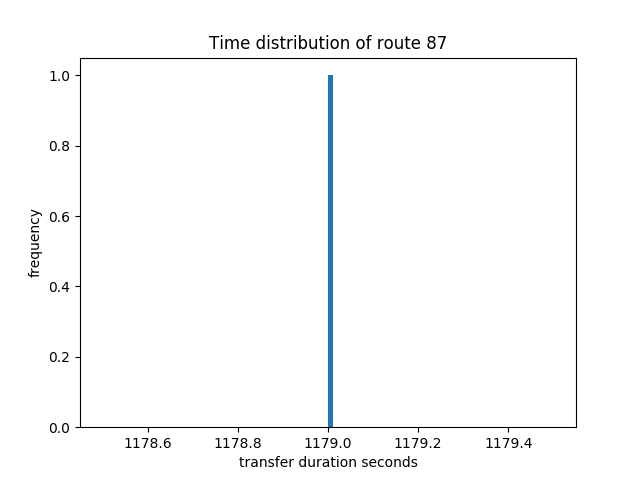 Time distribution of route 87
1.0
0.8
0.6
0.4
0.2
0.0
frequency
1178.6 1178.8 1179.0 1179.2 1179.4
transfer duration seconds